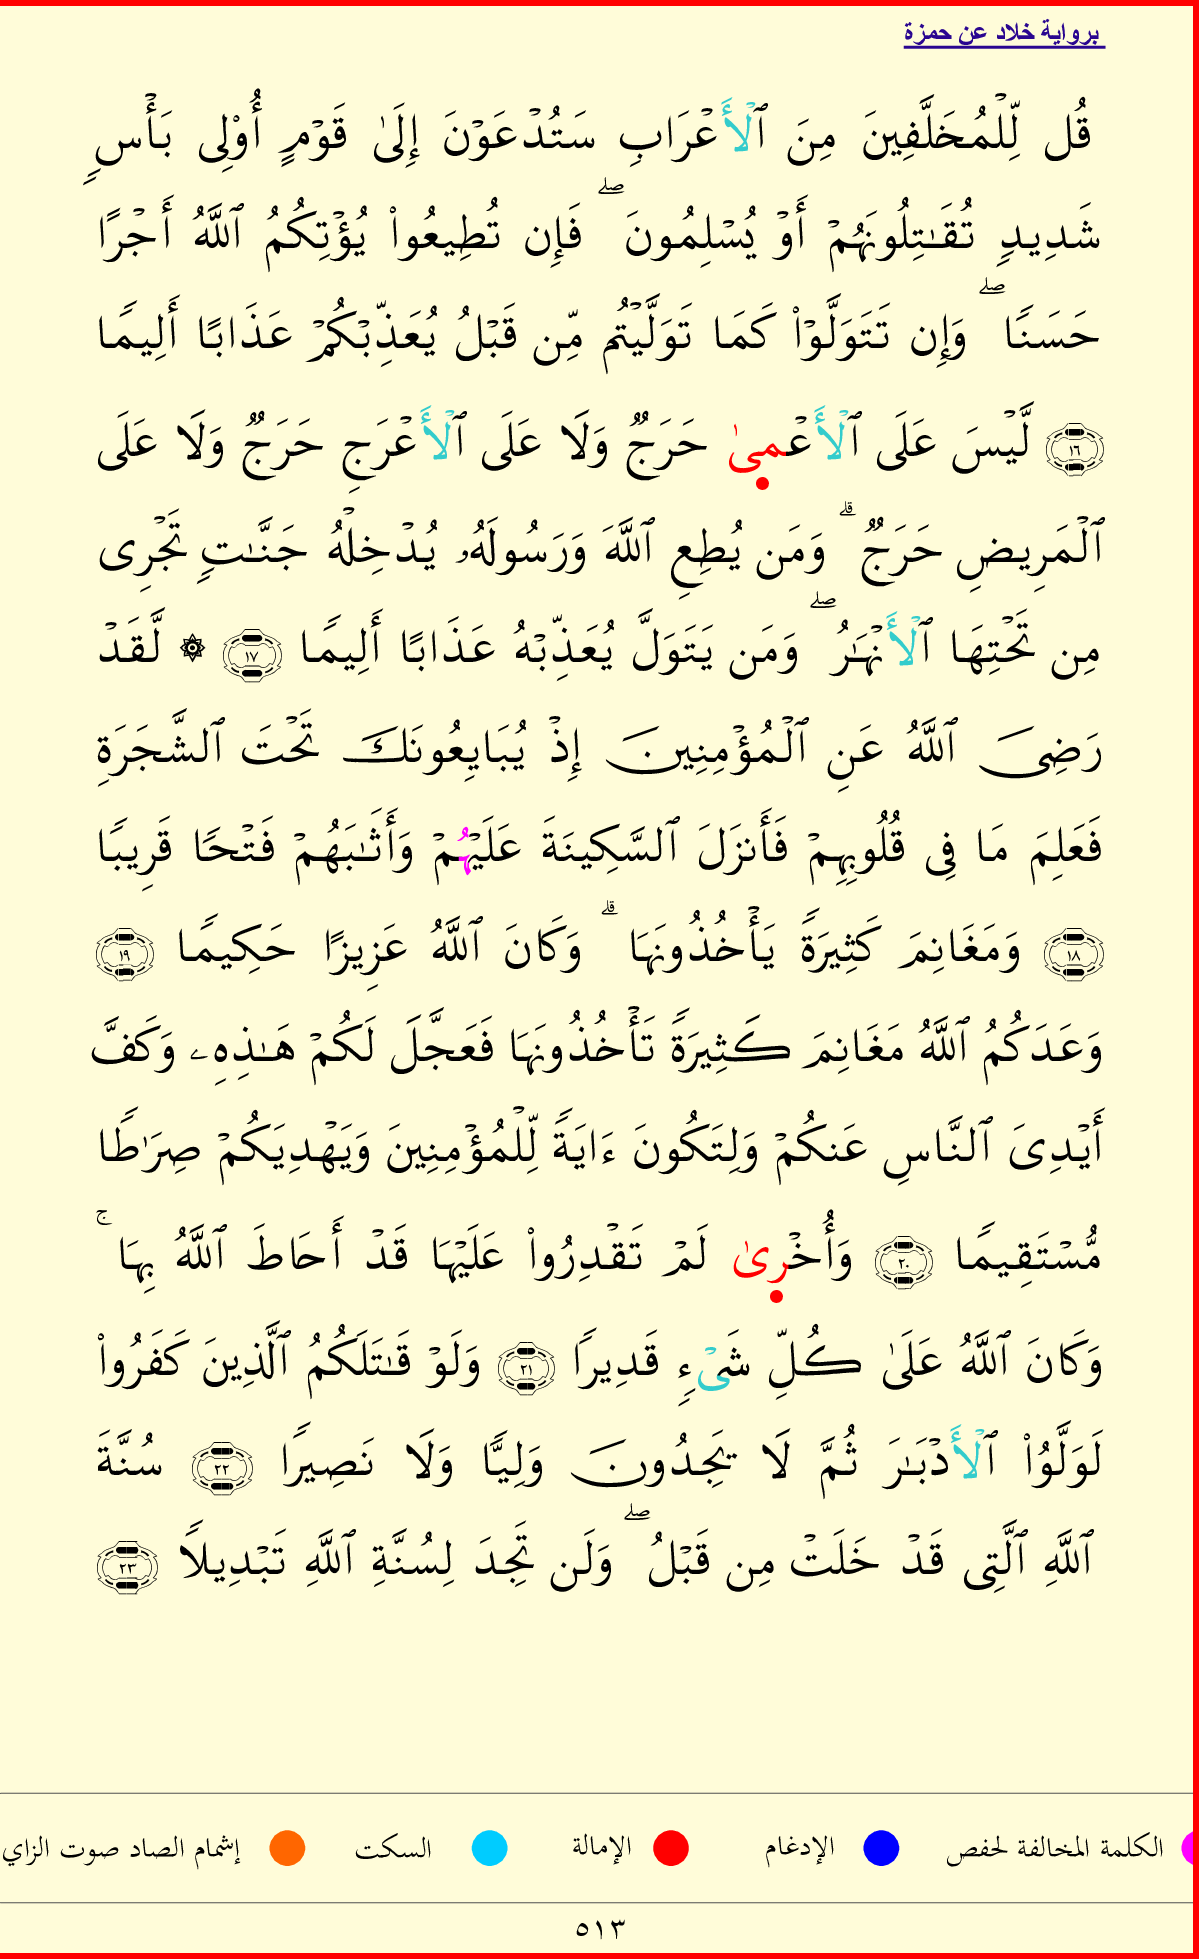 برواية خلاد عن حمزة
قُل لِّلْمُخَلَّفِينَ مِنَ ٱلْأَعْرَابِ سَتُدْعَوْنَ إِلَىٰ قَوْمٍ أُوْلِى بَأْسٍ
شَدِيدٍ تُقَـٰتِلُونَهُمْ أَوْ يُسْلِمُونَ ۖ فَإِن تُطِيعُواْ يُؤْتِكُمُ ٱللَّهُ أَجْرًا
حَسَنًا ۖ وَإِن تَتَوَلَّوْاْ كَمَا تَوَلَّيْتُم مِّن قَبْلُ يُعَذِّبْكُمْ عَذَابًا أَلِيمًا
١٦ لَّيْسَ عَلَى ٱلْأَعْمىٰ حَرَجٌ وَلَا عَلَى ٱلْأَعْرَجِ حَرَجٌ وَلَا عَلَى
ٱلْمَرِيضِ حَرَجٌ ۗ وَمَن يُطِعِ ٱللَّهَ وَرَسُولَهُۥ يُدْخِلْهُ جَنَّـٰتٍ تَجْرِى
مِن تَحْتِهَا ٱلْأَنْهَـٰرُ ۖ وَمَن يَتَوَلَّ يُعَذِّبْهُ عَذَابًا أَلِيمًا ١٧ ۞ لَّقَدْ
رَضِىَ ٱللَّهُ عَنِ ٱلْمُؤْمِنِينَ إِذْ يُبَايِعُونَكَ تَحْتَ ٱلشَّجَرَةِ
فَعَلِمَ مَا فِى قُلُوبِهِمْ فَأَنزَلَ ٱلسَّكِينَةَ عَلَيْهُمْ وَأَثَـٰبَهُمْ فَتْحًا قَرِيبًا
١٨ وَمَغَانِمَ كَثِيرَةً يَأْخُذُونَهَا ۗ وَكَانَ ٱللَّهُ عَزِيزًا حَكِيمًا ١٩
وَعَدَكُمُ ٱللَّهُ مَغَانِمَ كَثِيرَةً تَأْخُذُونَهَا فَعَجَّلَ لَكُمْ هَـٰذِهِۦ وَكَفَّ
أَيْدِىَ ٱلنَّاسِ عَنكُمْ وَلِتَكُونَ ءَايَةً لِّلْمُؤْمِنِينَ وَيَهْدِيَكُمْ صِرَٰطًا
مُّسْتَقِيمًا ٢٠ وَأُخْرىٰ لَمْ تَقْدِرُواْ عَلَيْهَا قَدْ أَحَاطَ ٱللَّهُ بِهَا ۚ
وَكَانَ ٱللَّهُ عَلَىٰ كُلِّ شَىْءٍ قَدِيرًا ٢١ وَلَوْ قَـٰتَلَكُمُ ٱلَّذِينَ كَفَرُواْ
لَوَلَّوُاْ ٱلْأَدْبَـٰرَ ثُمَّ لَا يَجِدُونَ وَلِيًّا وَلَا نَصِيرًا ٢٢ سُنَّةَ
ٱللَّهِ ٱلَّتِى قَدْ خَلَتْ مِن قَبْلُ ۖ وَلَن تَجِدَ لِسُنَّةِ ٱللَّهِ تَبْدِيلًا ٢٣
الكلمة المخالفة لحفص الإدغام الإمالة السكت إشمام الصاد صوت الزاي
٥١٣